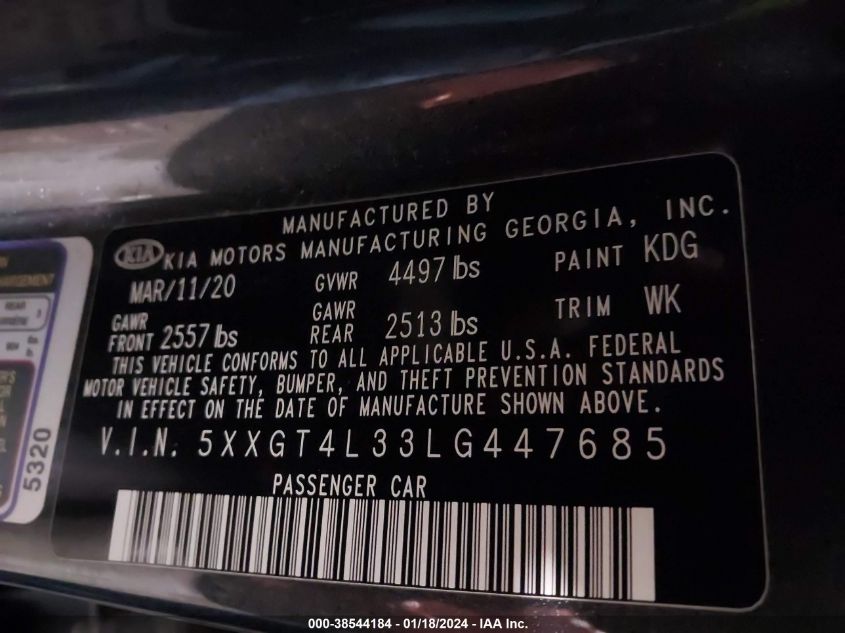 MANUFACTURED BY
KIA KIA MOTORS MANUFACTURING GEORGIA, INC.
MAR/11/20 GVWR 4497 lbs PAINT KDG
GAWR FRONT 2557 lbs GAWR REAR 2513 lbs TRIM WK
THIS VEHICLE CONFORMS TO ALL APPLICABLE U.S.A. FEDERAL
MOTOR VEHICLE SAFETY, BUMPER, AND THEFT PREVENTION STANDARDS
IN EFFECT ON THE DATE OF MANUFACTURE SHOWN ABOVE.
V.I.N. 5XXGT4L33LG447685
PASSENGER CAR
REAR
5320
000-38544184 - 01/18/2024 - IAA Inc.